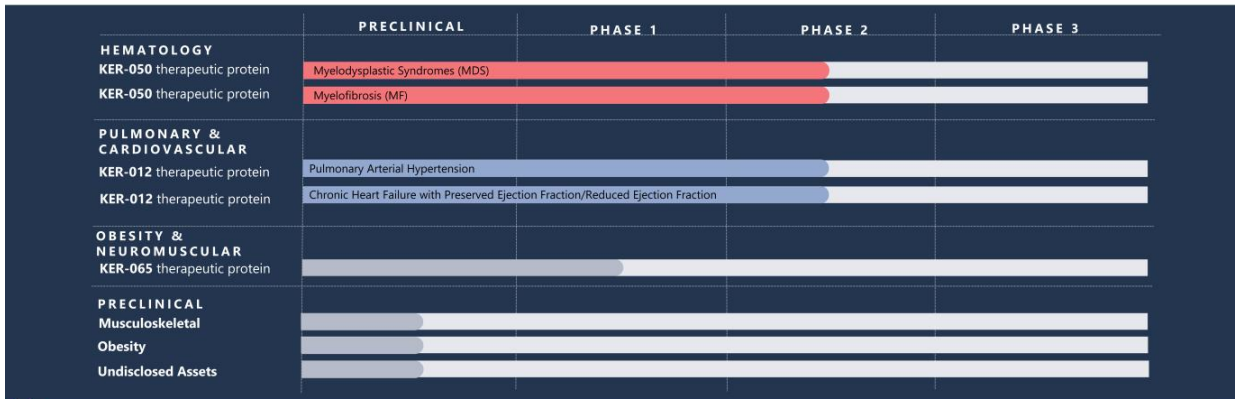 PRECLINICAL PHASE 1 PHASE 2 PHASE 3
HEMATOLOGY
KER-050 therapeutic protein Myelodysplastic Syndromes (MDS)
KER-050 therapeutic protein Myelofibrosis (MF)
PULMONARY &
CARDIOVASCULAR
KER-012 therapeutic protein Pulmonary Arterial Hypertension
KER-012 therapeutic protein Chronic Heart Failure with Preserved Ejection Fraction/Reduced Ejection Fraction
OBESITY &
NEUROMUSCULAR
KER-065 therapeutic protein
PRECLINICAL
Musculoskeletal
Obesity
Undisclosed Assets